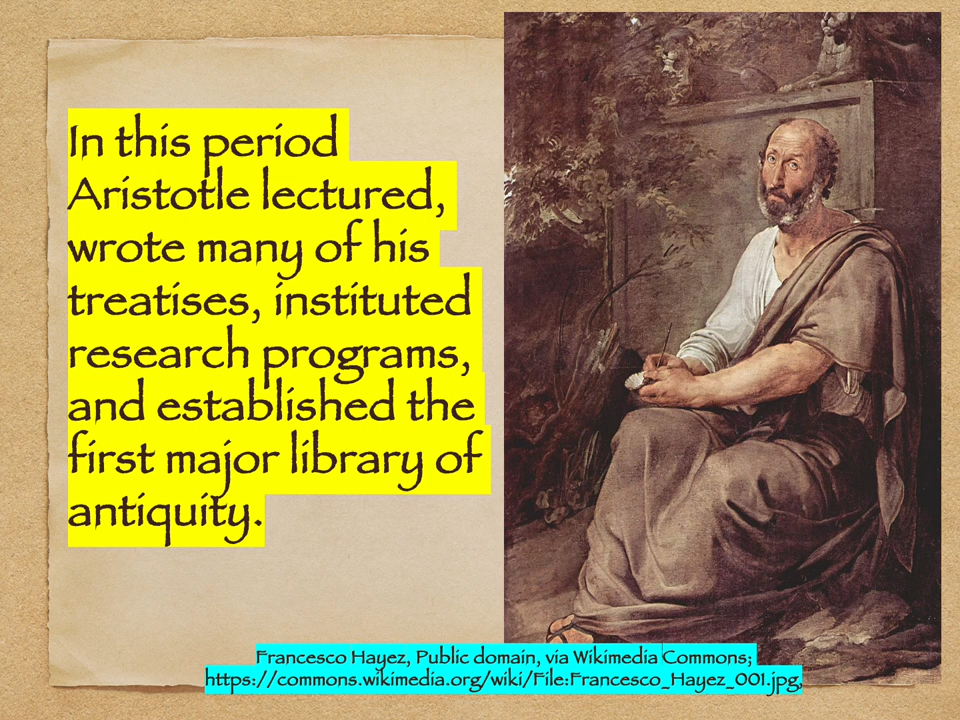 In this period
Aristotle lectured,
wrote many of his
treatises, instituted
research programs,
and established the
first major library of
antiquity.
Francesco Hayez, Public domain, via Wikimedia Commons;
https://commons.wikimedia.org/wiki/File:Francesco_Hayez_001.jpg,